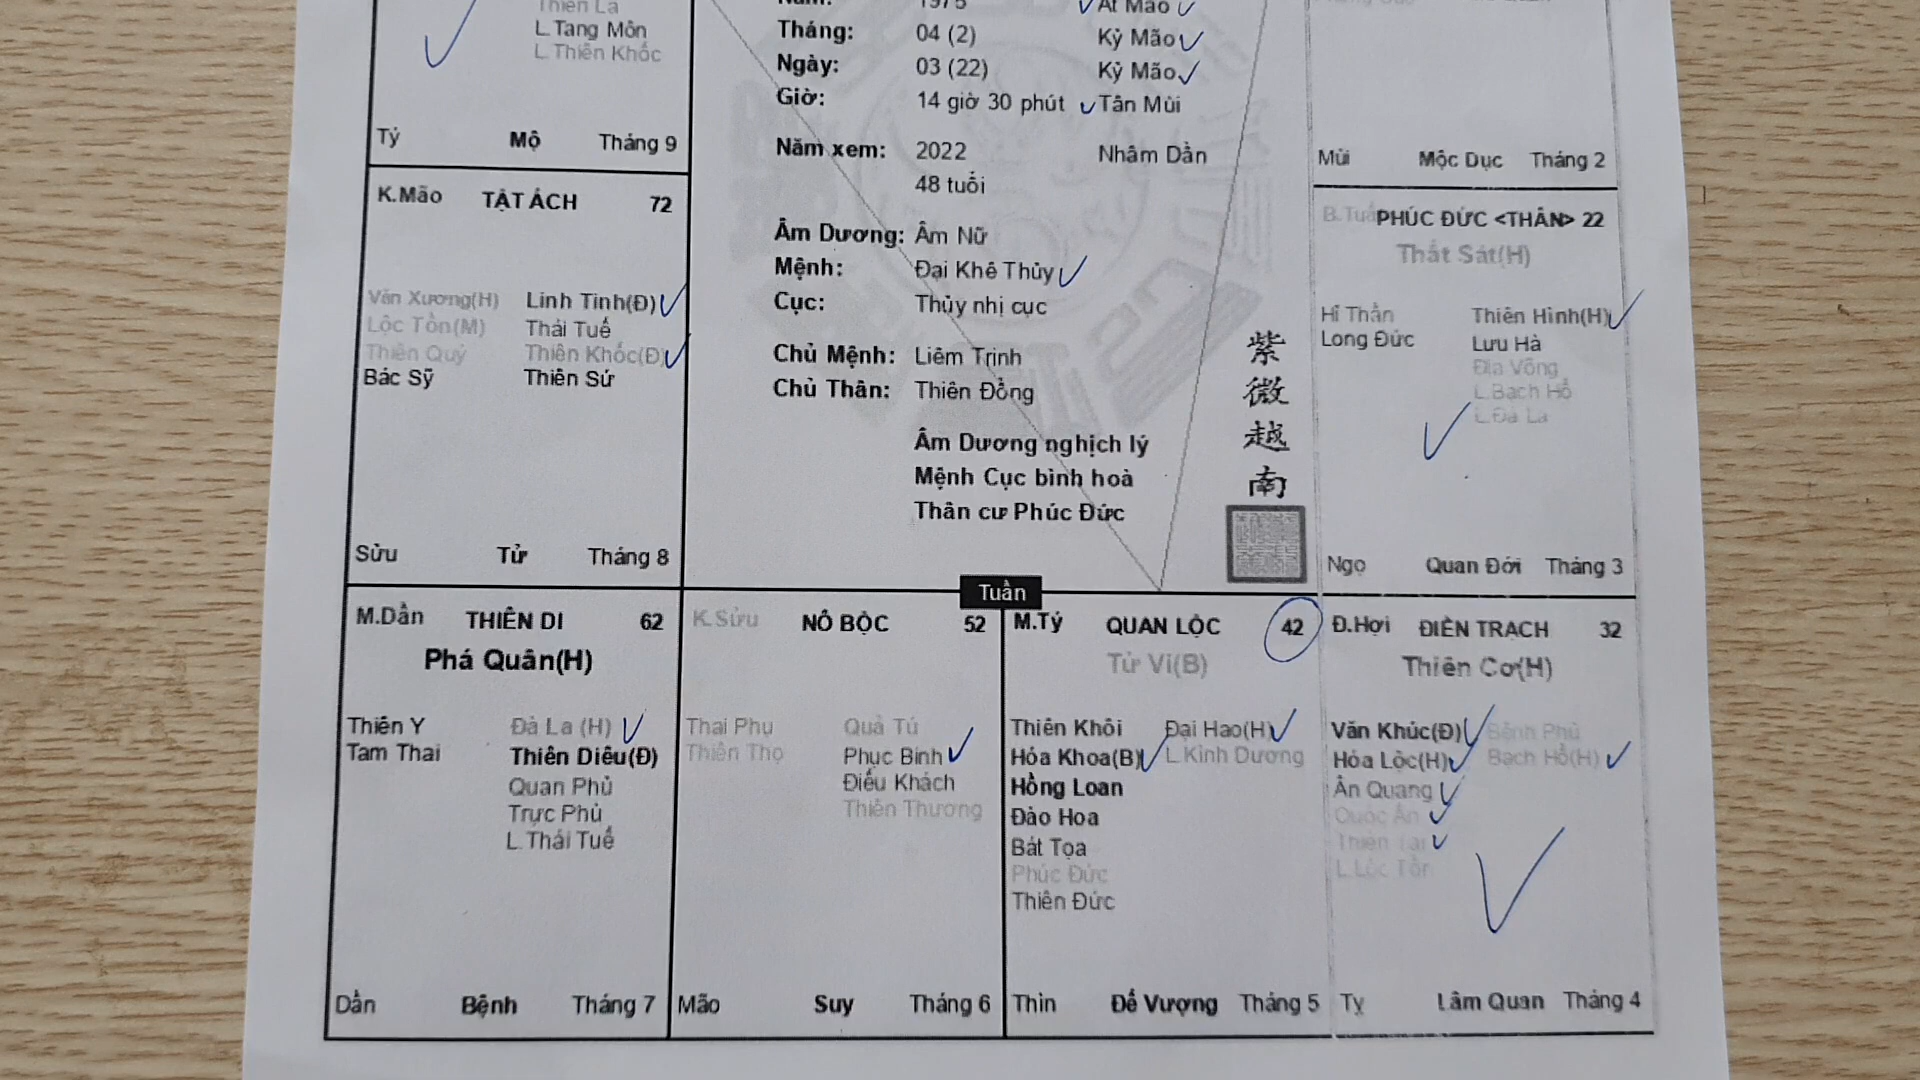 Thiên La
L.Tang Môn
L.Thiên Khốc
Tý Mộ Tháng 9
1975 Ất Mão
Tháng: 04 (2) Kỷ Mão
Ngày: 03 (22) Kỷ Mão
Giờ: 14 giờ 30 phút Tân Mùi
Năm xem: 2022 Nhâm Dần
48 tuổi
Âm Dương: Âm Nữ
Mệnh: Đại Khê Thủy
Cục: Thủy nhị cục
Chủ Mệnh: Liêm Trinh
Chủ Thân: Thiên Đồng
Âm Dương nghịch lý
Mệnh Cục bình hoà
Thân cư Phúc Đức
紫微越南
Mùi Mộc Dục Tháng 2
K.Mão TẬT ÁCH 72
Văn Xương(H) Linh Tinh(Đ)
Lộc Tồn(M) Thái Tuế
Thiên Quý Thiên Khốc(Đ)
Bác Sỹ Thiên Sứ
Sửu Tử Tháng 8
B.Tuất PHÚC ĐỨC <THÂN> 22
Thất Sát(H)
Hỉ Thần Thiên Hình(H)
Long Đức Lưu Hà
Địa Võng
L.Bạch Hổ
L.Đà La
Ngọ Quan Đới Tháng 3
Tuần
M.Dần THIÊN DI 62
Phá Quân(H)
Thiên Y Đà La (H)
Tam Thai Thiên Diêu(Đ)
Quan Phủ
Trực Phù
L.Thái Tuế
Dần Bệnh Tháng 7
K.Sửu NÔ BỘC 52
Thai Phụ Quả Tú
Thiên Thọ Phục Binh
Điếu Khách
Thiên Thương
Mão Suy Tháng 6
M.Tý QUAN LỘC 42
Tử Vi(B)
Thiên Khôi Đại Hao(H)
Hóa Khoa(B) L.Kình Dương
Hồng Loan
Đào Hoa
Bát Tọa
Phúc Đức
Thiên Đức
Thìn Đế Vượng Tháng 5
Đ.Hợi ĐIỀN TRẠCH 32
Thiên Cơ(H)
Văn Khúc(Đ) Bệnh Phù
Hóa Lộc(H) Bạch Hổ(H)
Ân Quang
Quốc Ấn
Thiên Tài
L.Lộc Tồn
Tỵ Lâm Quan Tháng 4